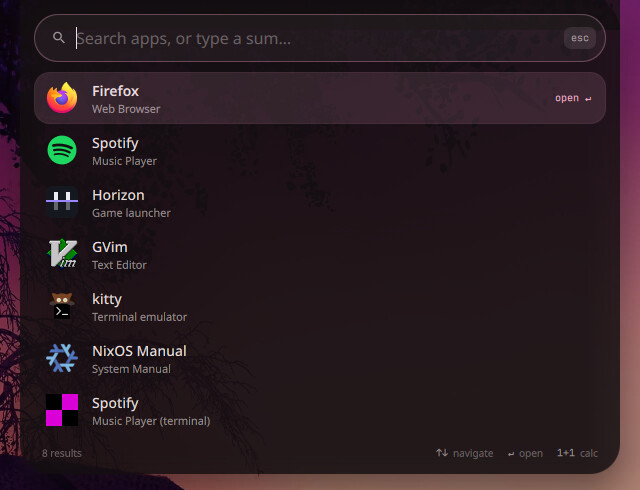 Search apps, or type a sum...
esc
Firefox
Web Browser
open ↵
Spotify
Music Player
Horizon
Game launcher
GVim
Text Editor
kitty
Terminal emulator
NixOS Manual
System Manual
Spotify
Music Player (terminal)
8 results
↑↓ navigate ↵ open 1+1 calc